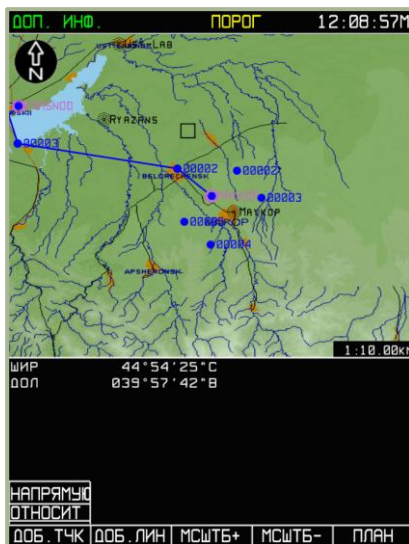 ДОП. ИНФ. ПОРОГ 12:08:57М
N
RYAZANS
00003
00002
00002
BELORECHENSK
00003
MAYKOP
00004
APSHERONSK
1:10.00км
ШИР 44°54'25"С
ДОЛ 039°57'42"В
НАПРЯМУЮ
ОТНОСИТ
ДОБ.ТЧК ДОБ.ЛИН МСШТБ+ МСШТБ- ПЛАН